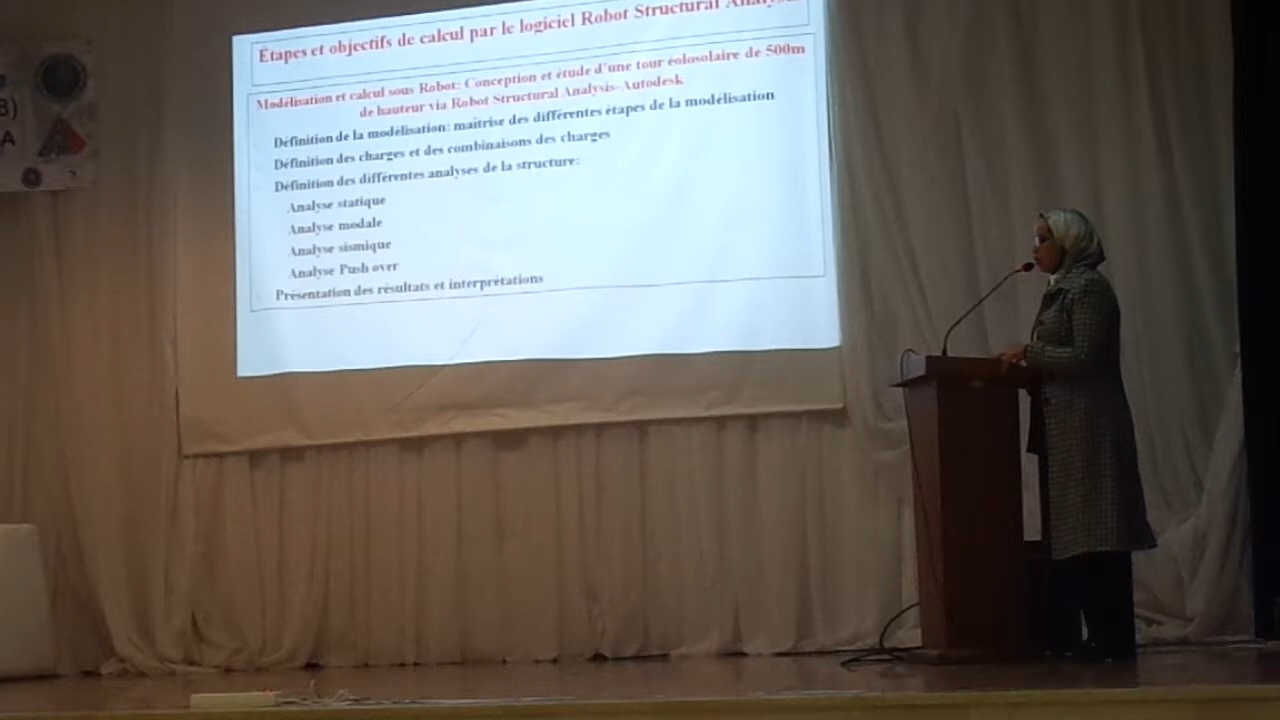 Étapes et objectifs de calcul par le logiciel Robot Structural
Modélisation et calcul sous Robot: Conception et étude d'une tour éolosolaire de 500m
de hauteur via Robot Structural Analysis-Autodesk
Définition de la modélisation: maîtrise des différentes étapes de la modélisation
Définition des charges et des combinaisons des charges
Définition des différentes analyses de la structure:
Analyse statique
Analyse modale
Analyse sismique
Analyse Push over
Présentation des résultats et interprétations
B)
A